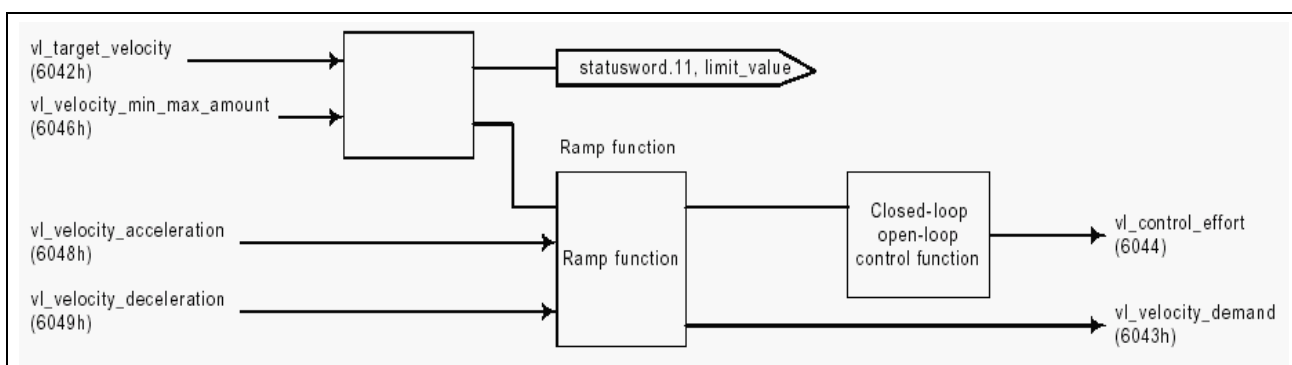 vl_target_velocity
(6042h)
statusword.11, limit_value
vl_velocity_min_max_amount
(6046h)
Ramp function
vl_velocity_acceleration
(6048h)
Ramp function
Closed-loop
open-loop
control function
vl_control_effort
(6044)
vl_velocity_deceleration
(6049h)
vl_velocity_demand
(6043h)